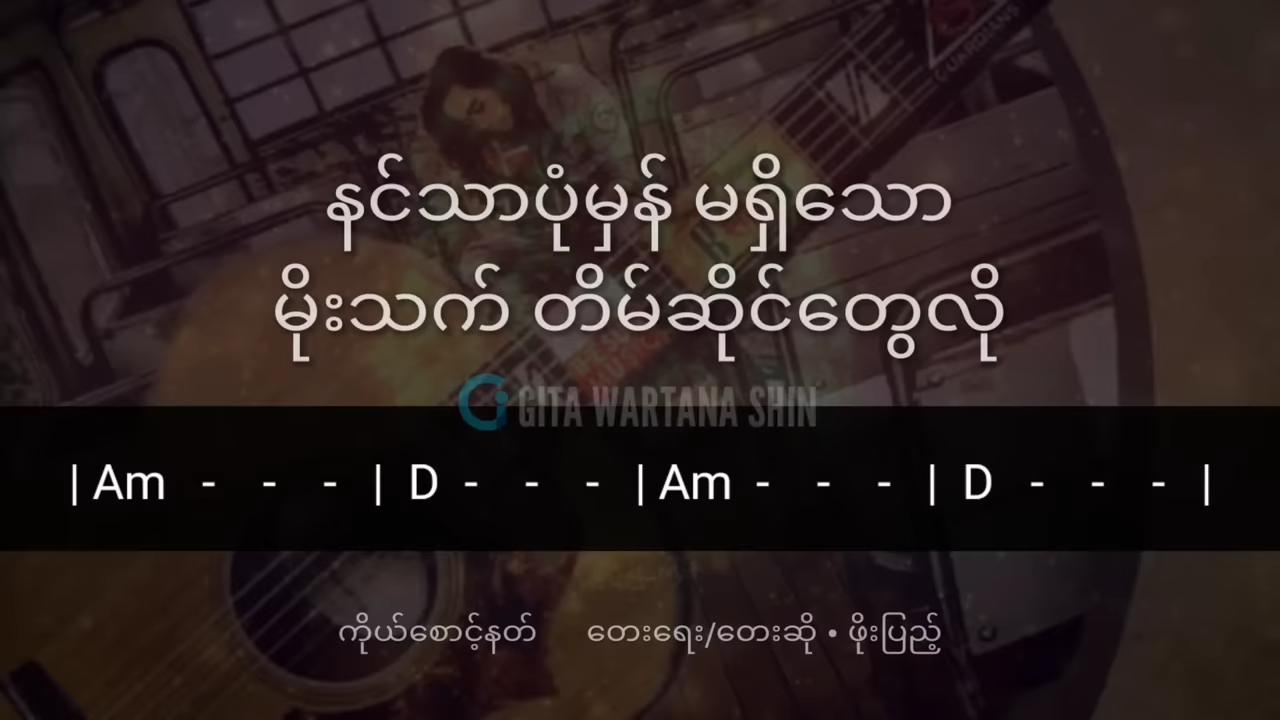 GUARDIANS
နင်သာပုံမှန် မရှိသော
မိုးသက် တိမ်ဆိုင်တွေလို
GITA WARTANA SHIN
| Am - - - | D - - - | Am - - - | D - - - |
ကိုယ်စောင့်နတ် တေးရေး/တေးဆို • ဖိုးပြည့်